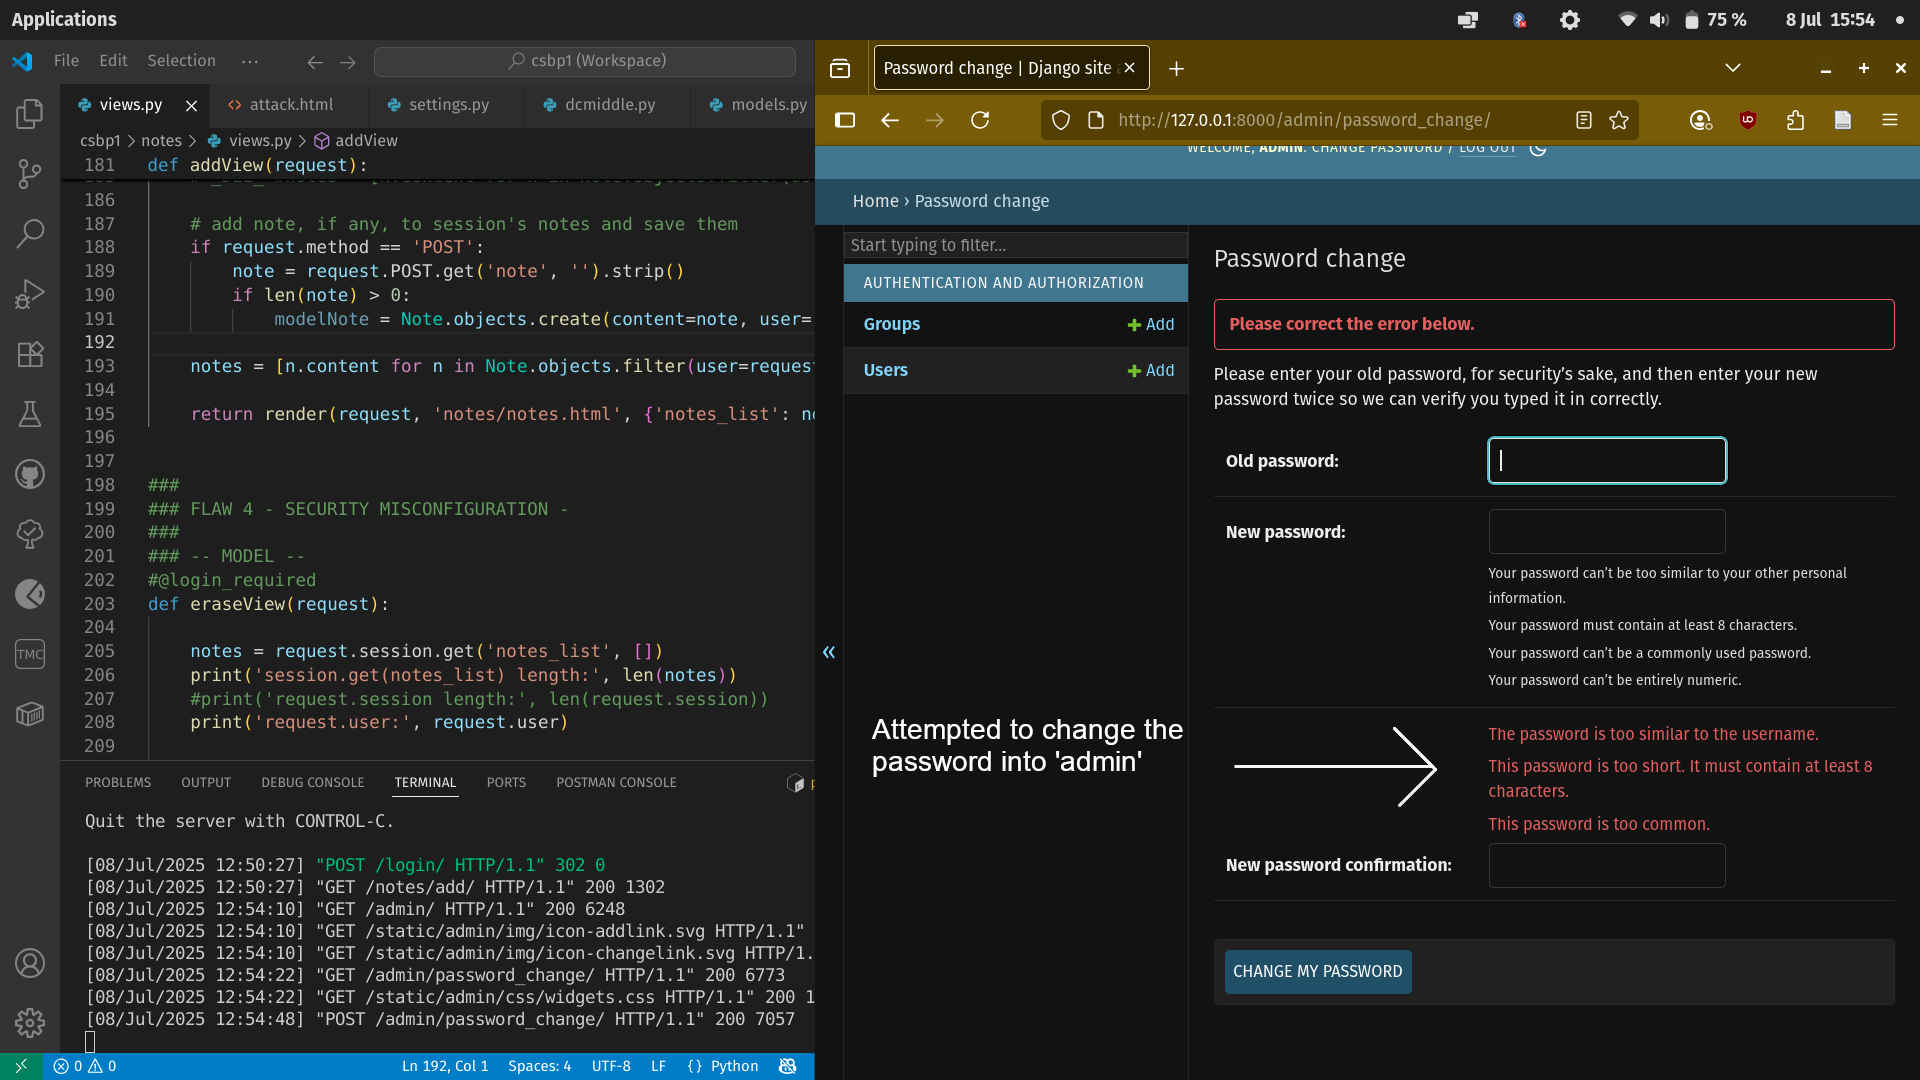 Applications
75 %
8 Jul 15:54
File Edit Selection ...
csbp1 (Workspace)
views.py
attack.html
settings.py
dcmiddle.py
models.py
csbp1 > notes > views.py > addView
181 def addView(request):
186
187 # add note, if any, to session's notes and save them
188 if request.method == 'POST':
189 note = request.POST.get('note', '').strip()
190 if len(note) > 0:
191 modelNote = Note.objects.create(content=note, user=
192
193 notes = [n.content for n in Note.objects.filter(user=reques
194
195 return render(request, 'notes/notes.html', {'notes_list': no
196
197
198 ###
199 ### FLAW 4 - SECURITY MISCONFIGURATION -
200 ###
201 ### -- MODEL --
202 #@login_required
203 def eraseView(request):
204
205 notes = request.session.get('notes_list', [])
206 print('session.get(notes_list) length:', len(notes))
207 #print('request.session length:', len(request.session))
208 print('request.user:', request.user)
209
PROBLEMS OUTPUT DEBUG CONSOLE TERMINAL PORTS POSTMAN CONSOLE
Quit the server with CONTROL-C.
[08/Jul/2025 12:50:27] "POST /login/ HTTP/1.1" 302 0
[08/Jul/2025 12:50:27] "GET /notes/add/ HTTP/1.1" 200 1302
[08/Jul/2025 12:54:10] "GET /admin/ HTTP/1.1" 200 6248
[08/Jul/2025 12:54:10] "GET /static/admin/img/icon-addlink.svg HTTP/1.1"
[08/Jul/2025 12:54:10] "GET /static/admin/img/icon-changelink.svg HTTP/1.
[08/Jul/2025 12:54:22] "GET /admin/password_change/ HTTP/1.1" 200 6773
[08/Jul/2025 12:54:22] "GET /static/admin/css/widgets.css HTTP/1.1" 200 1
[08/Jul/2025 12:54:48] "POST /admin/password_change/ HTTP/1.1" 200 7057
TMC
0 0
Ln 192, Col 1 Spaces: 4 UTF-8 LF {} Python
Password change | Django site
http://127.0.0.1:8000/admin/password_change/
WELCOME, ADMIN. CHANGE PASSWORD / LOG OUT
Home › Password change
Start typing to filter...
AUTHENTICATION AND AUTHORIZATION
Groups + Add
Users + Add
«
Attempted to change the
password into 'admin'
Password change
Please correct the error below.
Please enter your old password, for security’s sake, and then enter your new
password twice so we can verify you typed it in correctly.
Old password:
New password:
Your password can’t be too similar to your other personal
information.
Your password must contain at least 8 characters.
Your password can’t be a commonly used password.
Your password can’t be entirely numeric.
The password is too similar to the username.
This password is too short. It must contain at least 8
characters.
This password is too common.
New password confirmation:
CHANGE MY PASSWORD